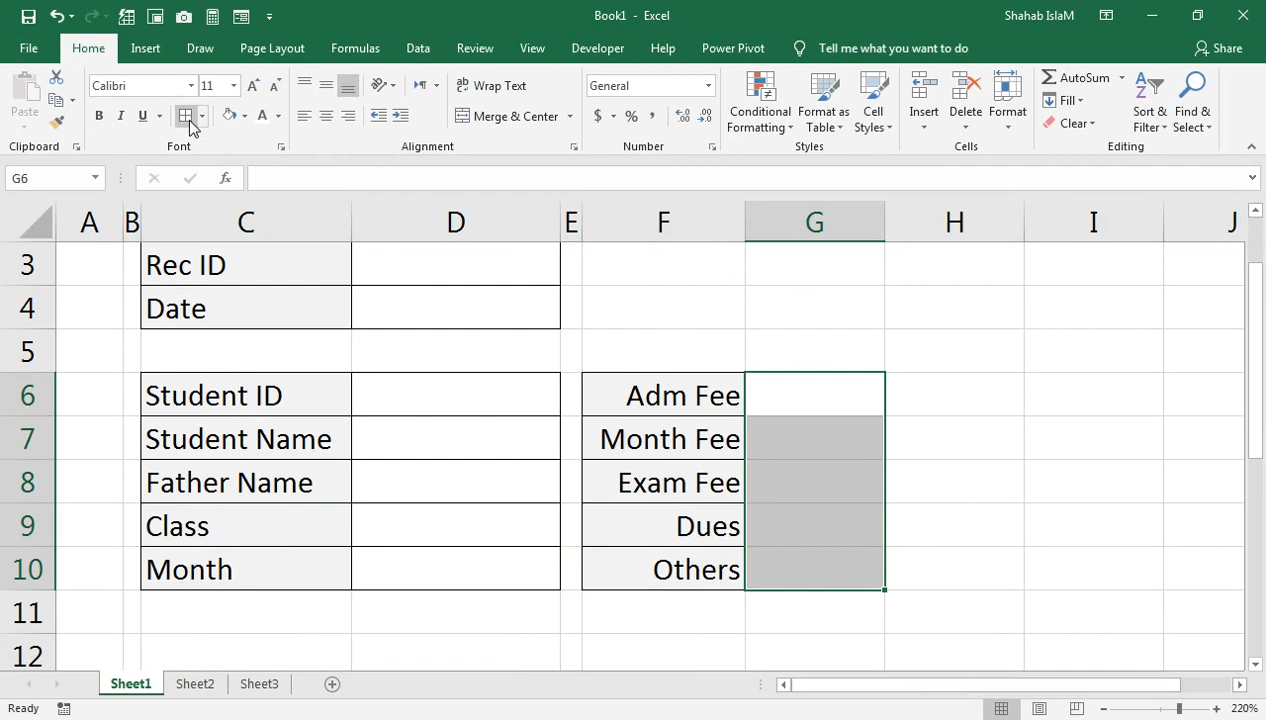 Book1 - Excel
Shahab IslaM
File Home Insert Draw Page Layout Formulas Data Review View Developer Help Power Pivot Tell me what you want to do Share
Paste
Clipboard
Calibri 11
B I U A
Font
Wrap Text
Merge & Center
Alignment
General
$ % ,
Number
Conditional Formatting
Format as Table
Cell Styles
Styles
Insert
Delete
Format
Cells
AutoSum
Fill
Clear
Sort & Filter
Find & Select
Editing
G6
fx
A B C D E F G H I J
3 Rec ID
4 Date
5
6 Student ID Adm Fee
7 Student Name Month Fee
8 Father Name Exam Fee
9 Class Dues
10 Month Others
11
12
Sheet1 Sheet2 Sheet3
Ready
220%